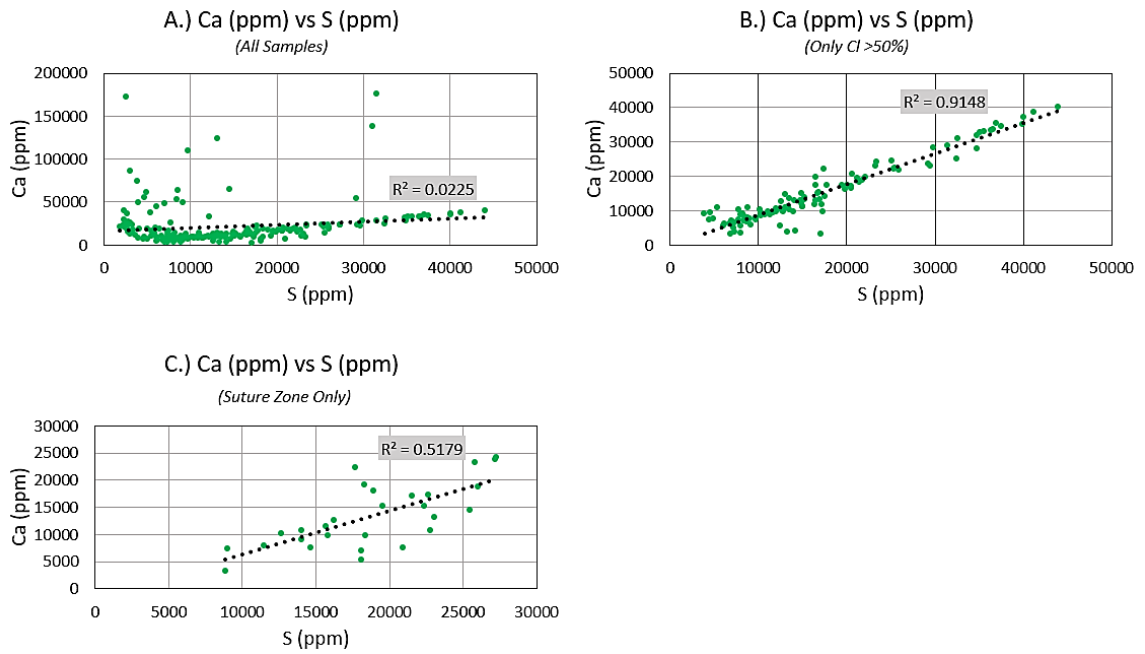 A.) Ca (ppm) vs S (ppm)
(All Samples)
200000
150000
100000
50000
0
Ca (ppm)
R² = 0.0225
0 10000 20000 30000 40000 50000
S (ppm)
B.) Ca (ppm) vs S (ppm)
(Only Cl >50%)
50000
40000
30000
20000
10000
0
Ca (ppm)
R² = 0.9148
0 10000 20000 30000 40000 50000
S (ppm)
C.) Ca (ppm) vs S (ppm)
(Suture Zone Only)
30000
25000
20000
15000
10000
5000
0
Ca (ppm)
R² = 0.5179
0 5000 10000 15000 20000 25000 30000
S (ppm)